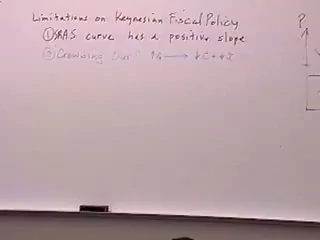 Limitations on Keynesian Fiscal Policy
① SRAS curve has a positive slope
② Crowding Out ↑G → ↓C + ↓I
P